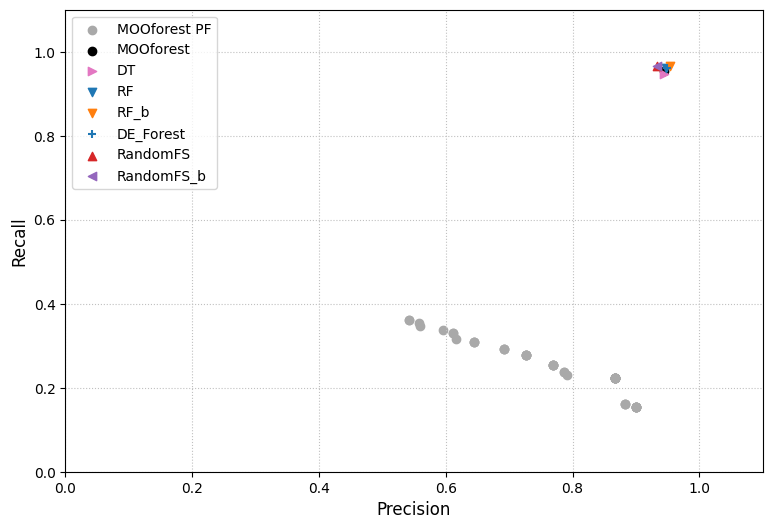 MOOforest PF
MOOforest
DT
RF
RF_b
DE_Forest
RandomFS
RandomFS_b
1.0
0.8
0.6
0.4
0.2
0.0
Recall
0.0 0.2 0.4 0.6 0.8 1.0
Precision